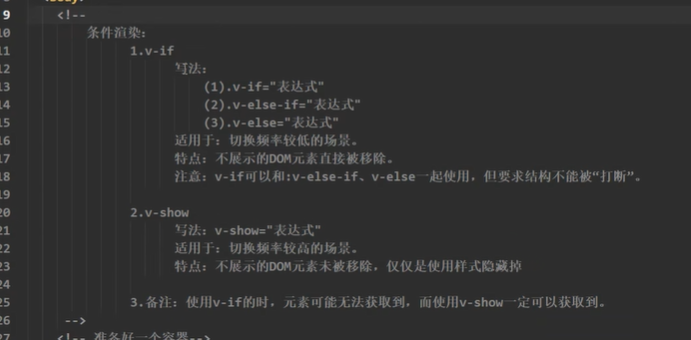 9 <!--
10 条件渲染:
11 1.v-if
12 写法:
13 (1).v-if="表达式"
14 (2).v-else-if="表达式"
15 (3).v-else="表达式"
16 适用于: 切换频率较低的场景。
17 特点: 不展示的DOM元素直接被移除。
18 注意: v-if可以和:v-else-if、v-else一起使用, 但要求结构不能被“打断”。
19
20 2.v-show
21 写法: v-show="表达式"
22 适用于: 切换频率较高的场景。
23 特点: 不展示的DOM元素未被移除, 仅仅是使用样式隐藏掉
24
25 3.备注: 使用v-if的时, 元素可能无法获取到, 而使用v-show一定可以获取到。
26 -->
27 <!-- 准备好一个容器-->